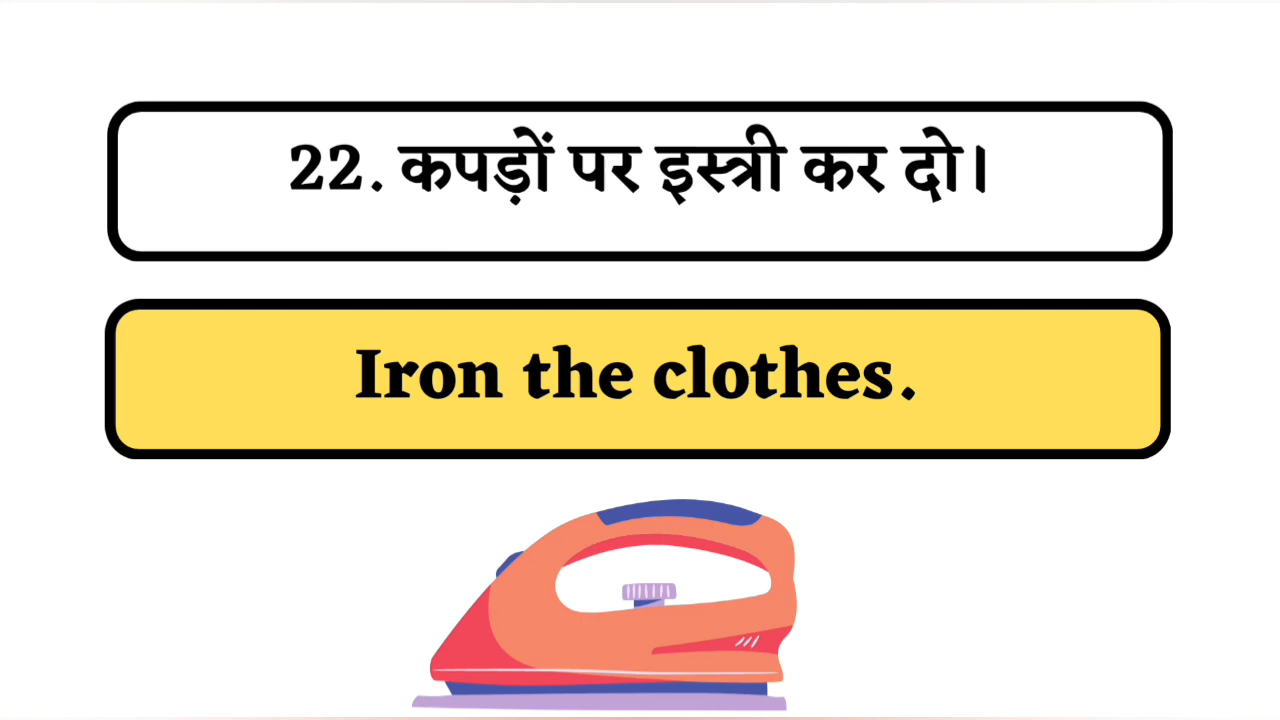 22. कपड़ों पर इस्त्री कर दो।
Iron the clothes.